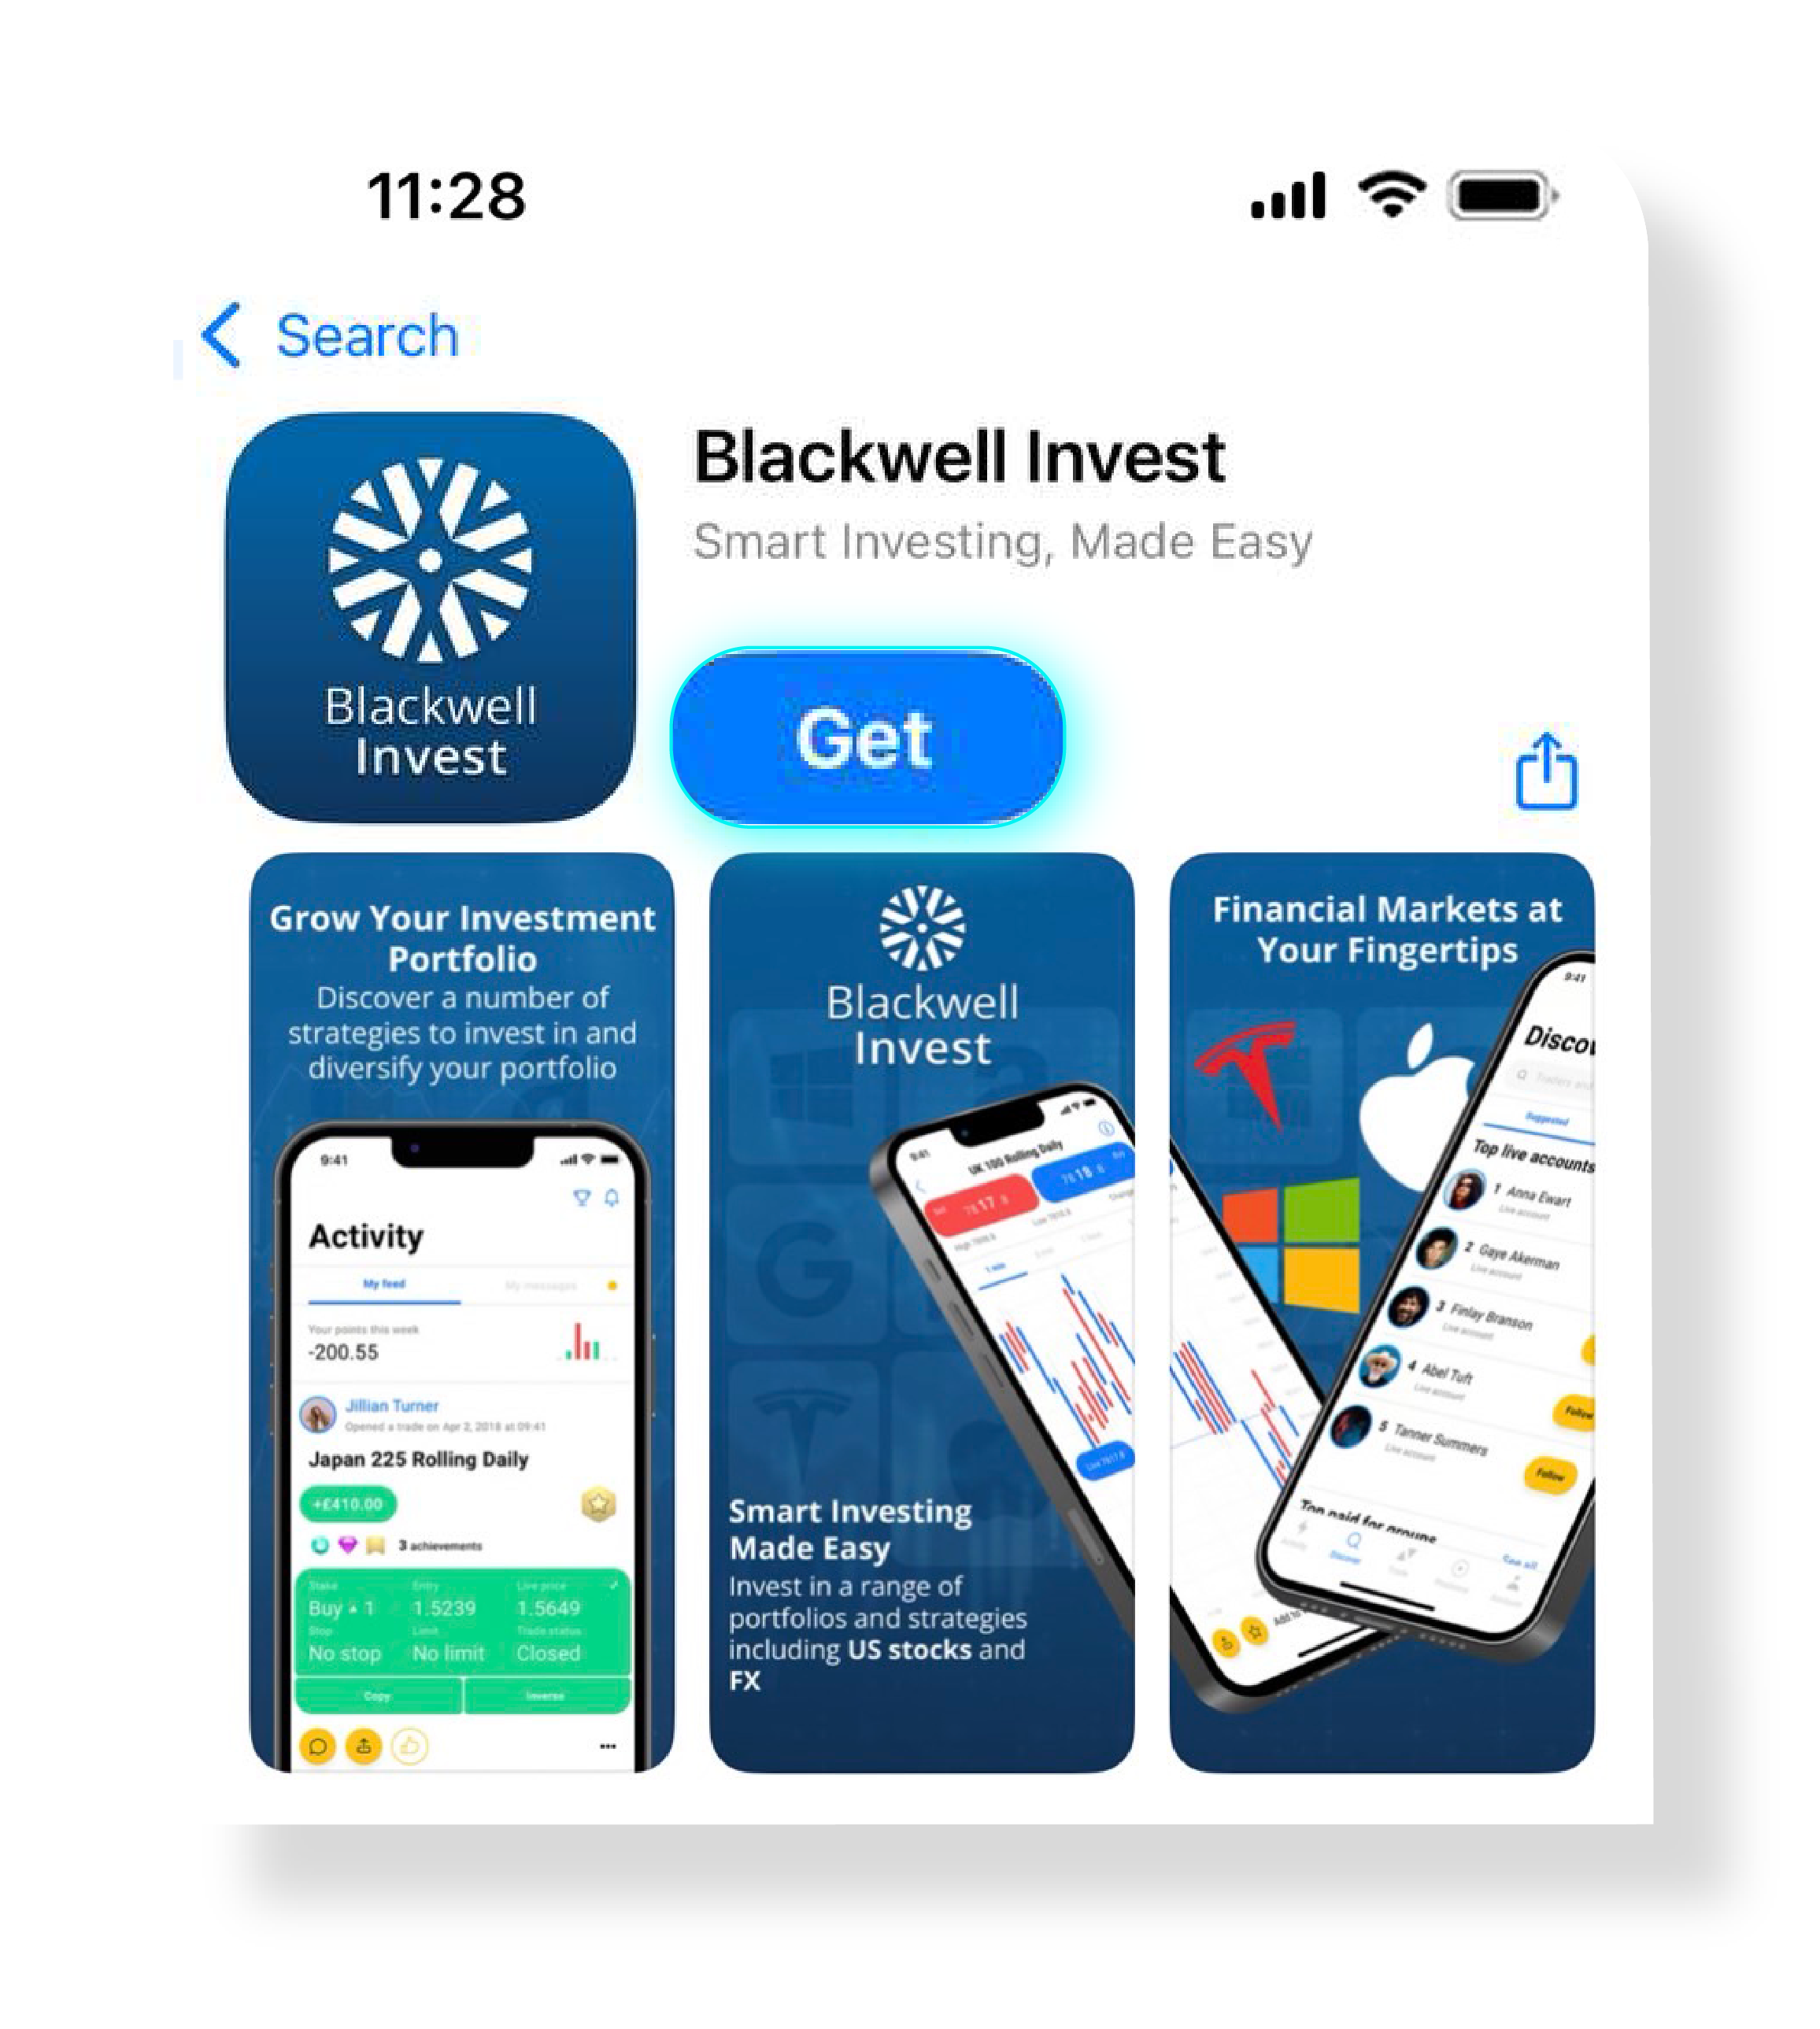 11:28
Search
Blackwell Invest
Smart Investing, Made Easy
Blackwell
Invest
Get
Grow Your Investment
Portfolio
Discover a number of
strategies to invest in and
diversify your portfolio
9:41
Activity
My feed
My messages
Your points this week
-200.55
Jillian Turner
Opened a trade on Apr 2, 2018 at 09:41
Japan 225 Rolling Daily
+£410.00
3 achievements
Stake Entry Live price
Buy 1 1.5239 1.5649
Stop Limit Trade status
No stop No limit Closed
Copy Inverse
Blackwell
Invest
9:41
UK 100 Rolling Daily
Smart Investing
Made Easy
Invest in a range of
portfolios and strategies
including US stocks and
FX
Financial Markets at
Your Fingertips
9:41
Disco
Suggested
Top live accounts
1 Anna Ewart
Live account
2 Gaye Akerman
Live account
3 Finlay Branson
Live account
4 Abel Tuft
Live account
Follow
5 Tanner Summers
Live account
Follow
Top paid for groups
See all
Discover